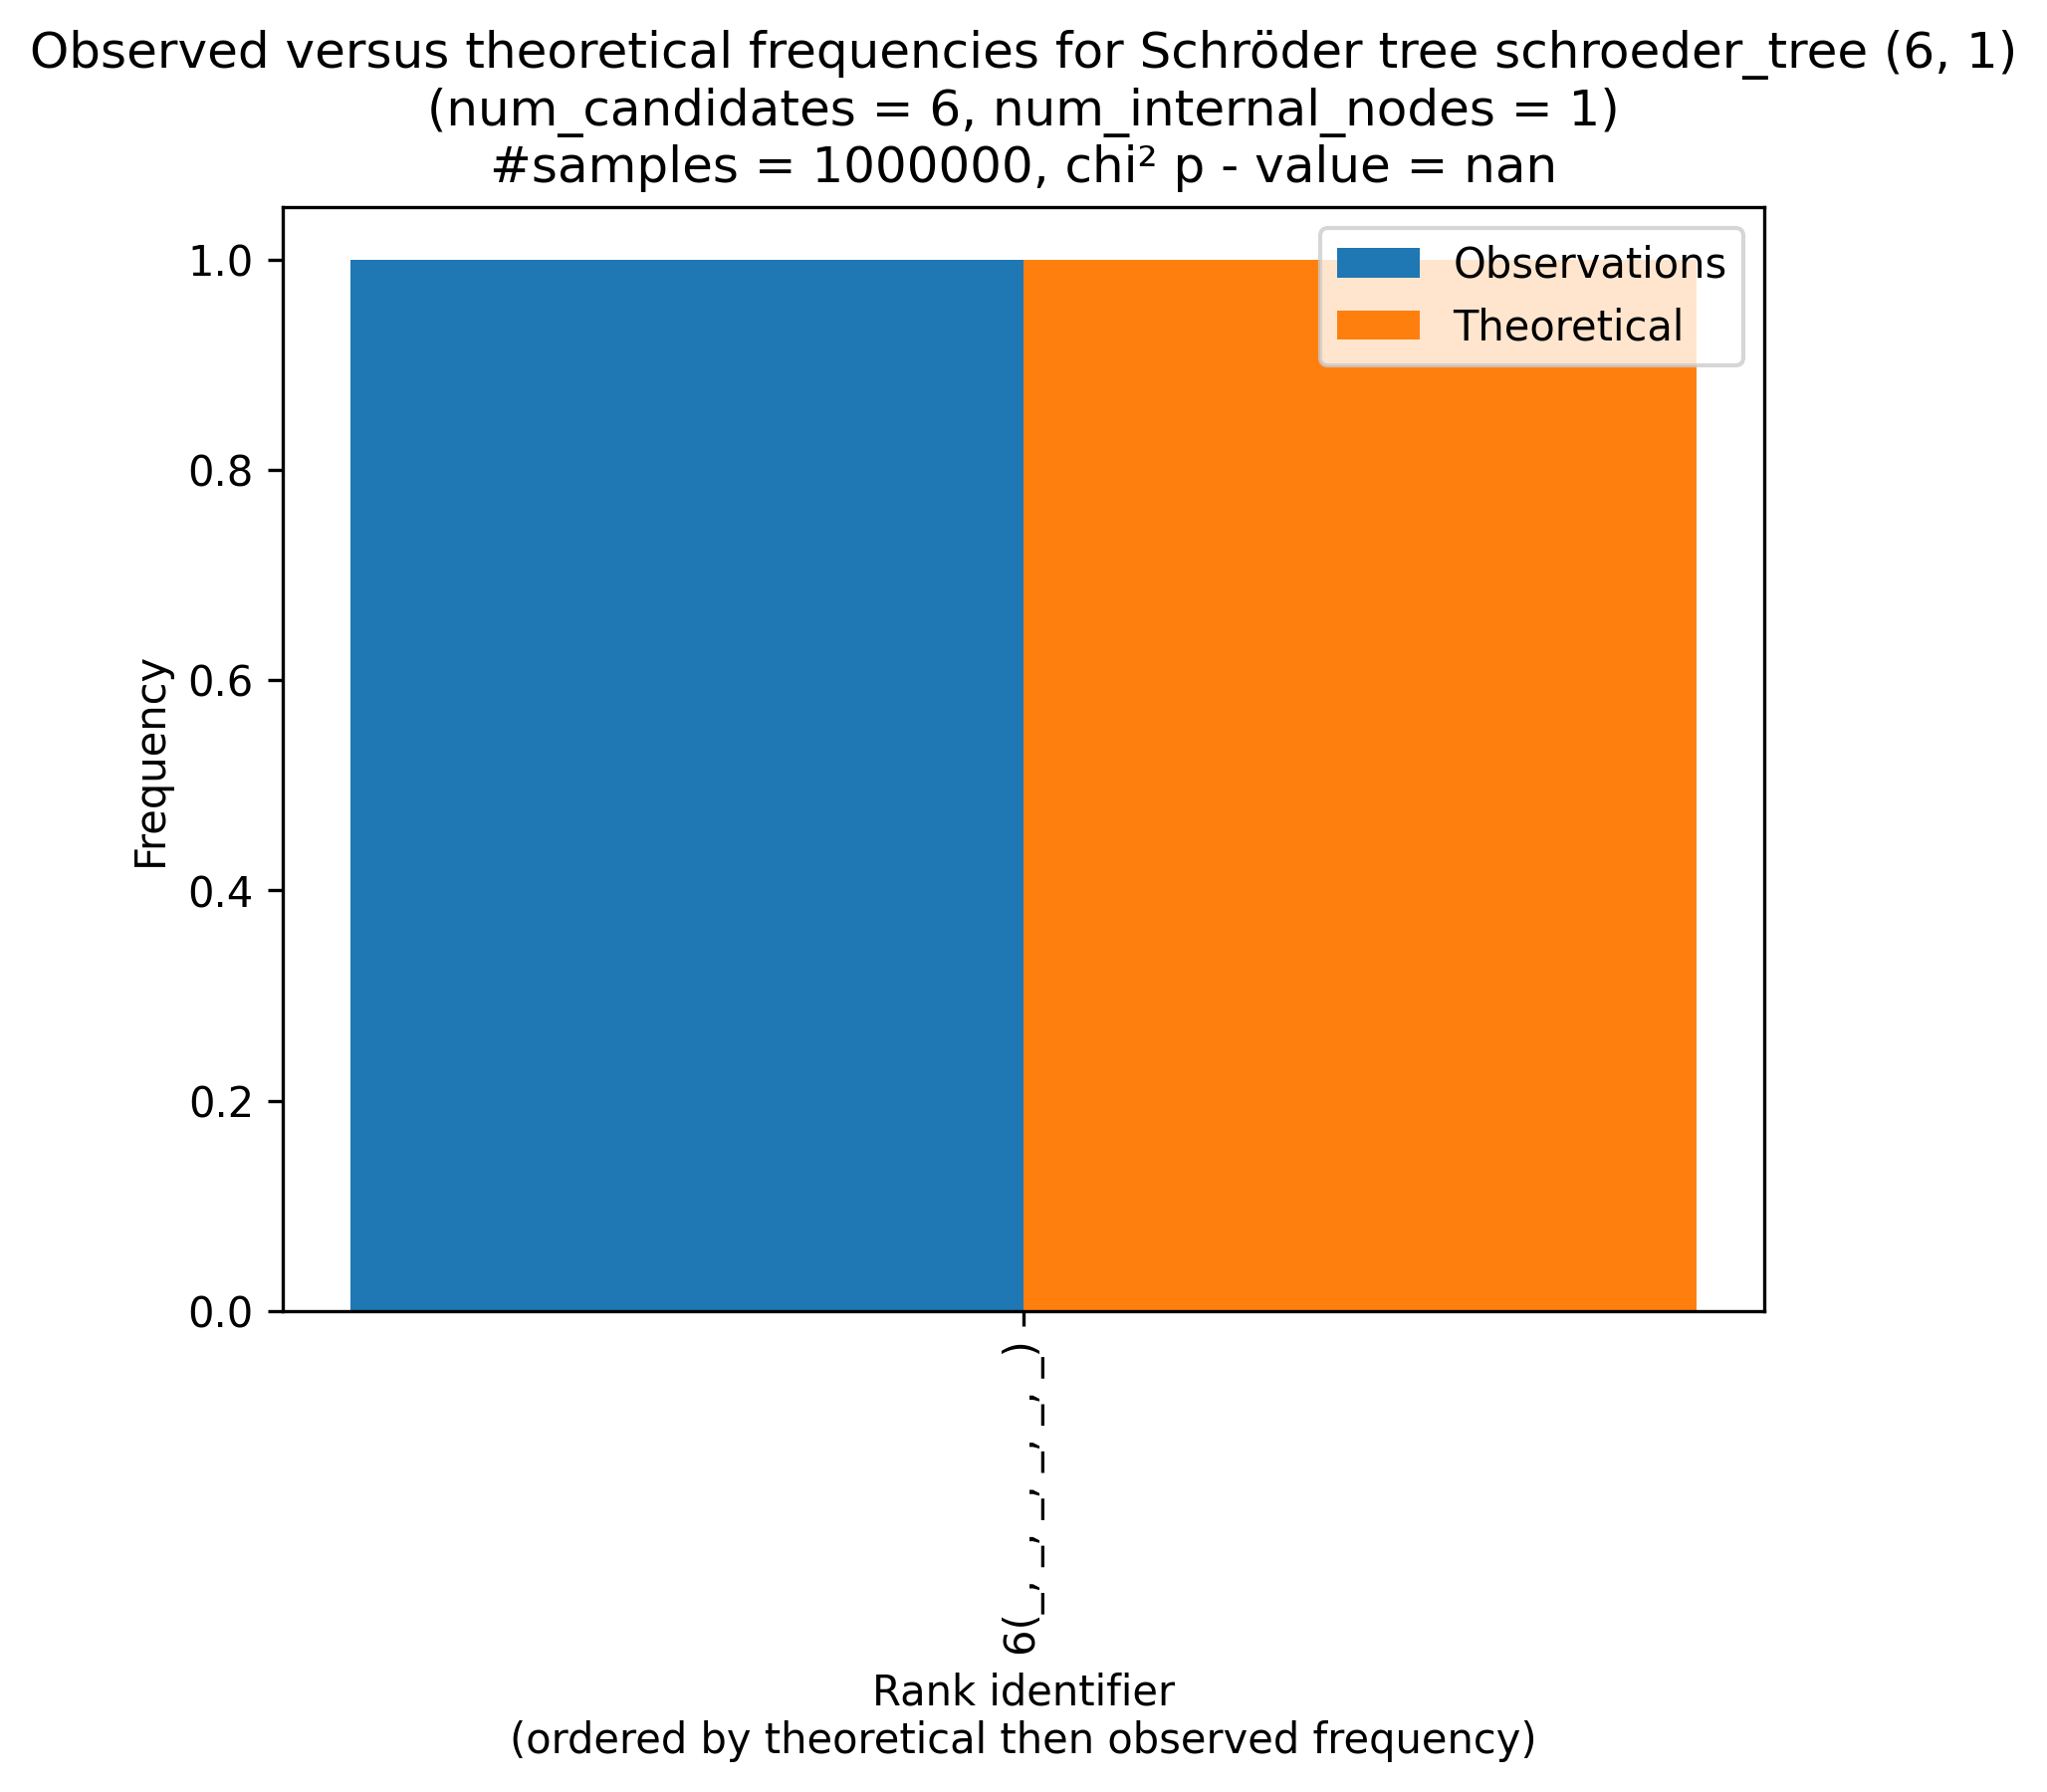 Observed versus theoretical frequencies for Schröder tree schroeder_tree (6, 1)
(num_candidates = 6, num_internal_nodes = 1)
#samples = 1000000, chi² p - value = nan
Observations
Theoretical
1.0
0.8
0.6
0.4
0.2
0.0
Frequency
6(_, _, _, _, _, _)
Rank identifier
(ordered by theoretical then observed frequency)